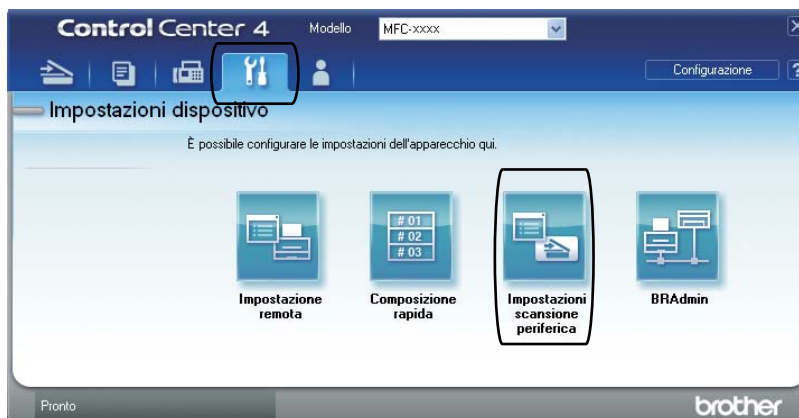 Control Center 4
Modello
MFC-xxxx
Configurazione
?
Impostazioni dispositivo
È possibile configurare le impostazioni dell'apparecchio qui.
# 01
# 02
# 03
Impostazione
remota
Composizione
rapida
Impostazioni
scansione
periferica
BRAdmin
Pronto
brother